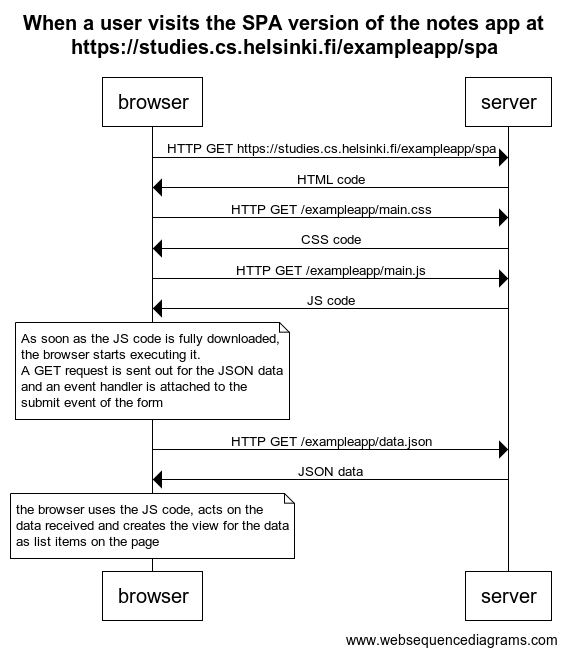 When a user visits the SPA version of the notes app at
https://studies.cs.helsinki.fi/exampleapp/spa
browser
server
HTTP GET https://studies.cs.helsinki.fi/exampleapp/spa
HTML code
HTTP GET /exampleapp/main.css
CSS code
HTTP GET /exampleapp/main.js
JS code
As soon as the JS code is fully downloaded,
the browser starts executing it.
A GET request is sent out for the JSON data
and an event handler is attached to the
submit event of the form
HTTP GET /exampleapp/data.json
JSON data
the browser uses the JS code, acts on the
data received and creates the view for the data
as list items on the page
browser
server
www.websequencediagrams.com